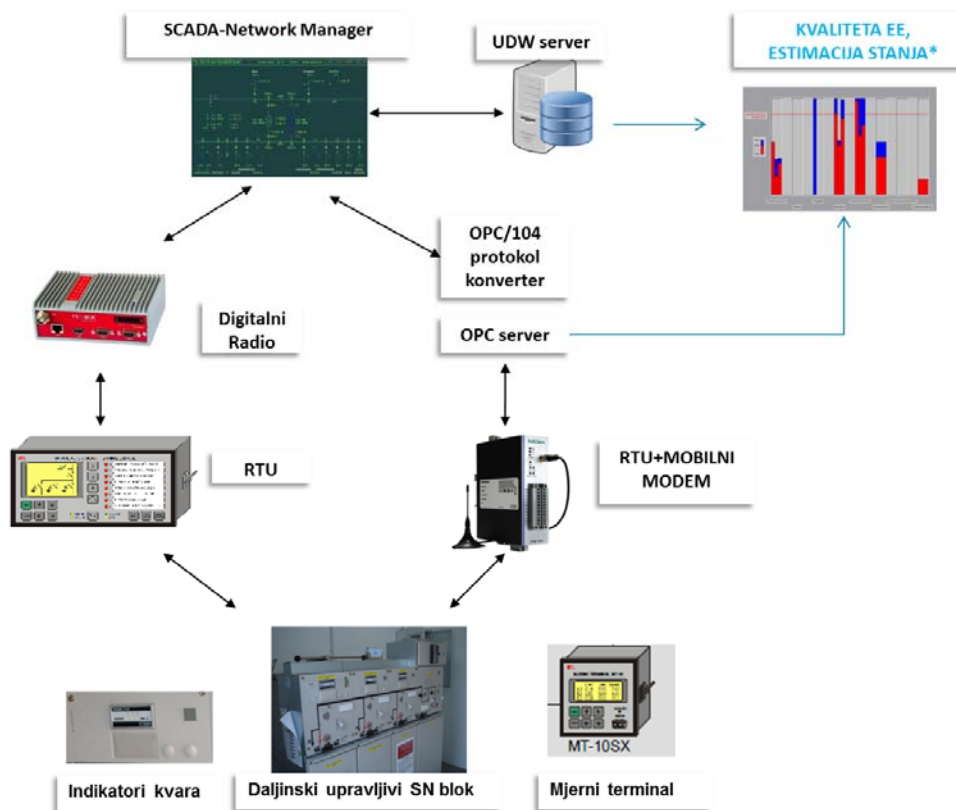 SCADA-Network Manager
UDW server
KVALITETA EE,
ESTIMACIJA STANJA*
OPC/104
protokol
konverter
Digitalni
Radio
OPC server
RTU
RTU+MOBILNI
MODEM
MT-10SX
Indikatori kvara
Daljinski upravljivi SN blok
Mjerni terminal